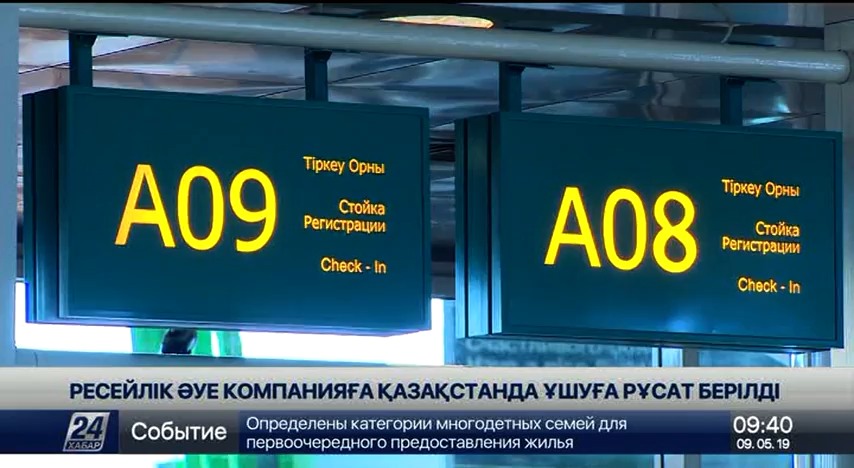 A09
Тіркеу Орны
Стойка
Регистрации
Check - In
A08
Тіркеу Орны
Стойка
Регистрации
Check - In
РЕСЕЙЛІК ӘУЕ КОМПАНИЯҒА ҚАЗАҚСТАНДА ҰШУҒА РҰСАТ БЕРІЛДІ
24
ХАБАР
Событие
Определены категории многодетных семей для
первоочередного предоставления жилья
09:40
09.05.19